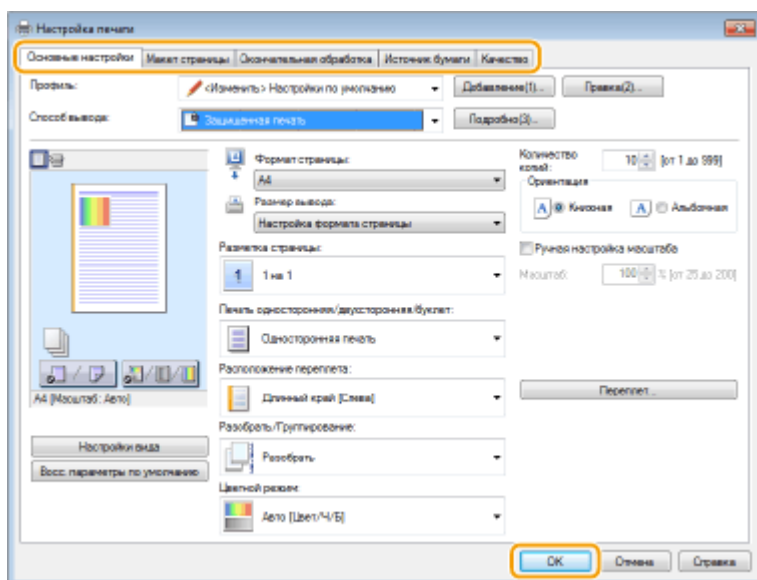 Настройка печати
Основные настройки Макет страницы Окончательная обработка Источник бумаги Качество
Профиль: <Изменить> Настройки по умолчанию Добавление(1)... Правка(2)...
Способ вывода: Защищенная печать Подробно(3)...
Формат страницы:
A4
Размер вывода:
Настройка формата страницы
Количество копий: 10 [от 1 до 999]
Ориентация
A Книжная A Альбомная
Разметка страницы:
1 1 на 1
Ручная настройка масштаба
Масштаб: 100 % [от 25 до 200]
Печать односторонняя/двухсторонняя/буклет:
Односторонняя печать
Расположение переплета:
Длинный край [Слева]
Переплет...
A4 [Масштаб: Авто]
Разобрать/Группирование:
Разобрать
Настройки вида
Восс. параметры по умолчанию
Цветной режим:
Авто [Цвет/Ч/Б]
OK Отмена Справка